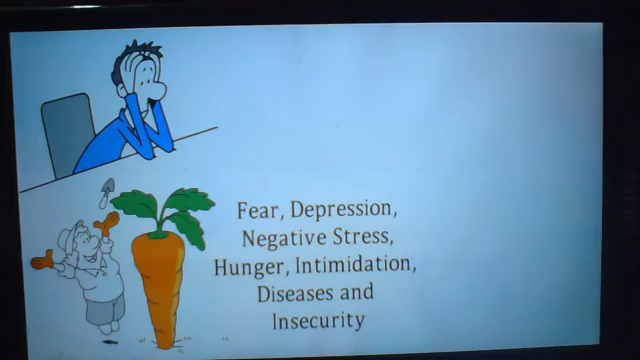 Fear, Depression,
Negative Stress,
Hunger, Intimidation,
Diseases and
Insecurity